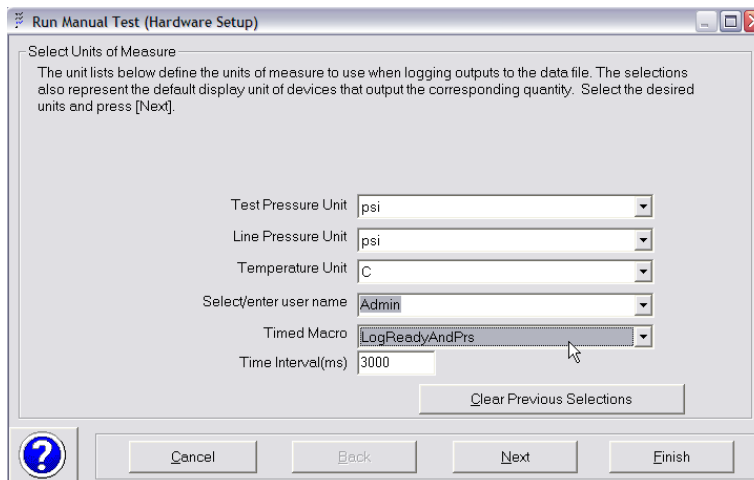 Run Manual Test (Hardware Setup)
Select Units of Measure
The unit lists below define the units of measure to use when logging outputs to the data file. The selections
also represent the default display unit of devices that output the corresponding quantity. Select the desired
units and press [Next].
Test Pressure Unit psi
Line Pressure Unit psi
Temperature Unit C
Select/enter user name Admin
Timed Macro LogReadyAndPrs
Time Interval(ms) 3000
Clear Previous Selections
? Cancel Back Next Finish